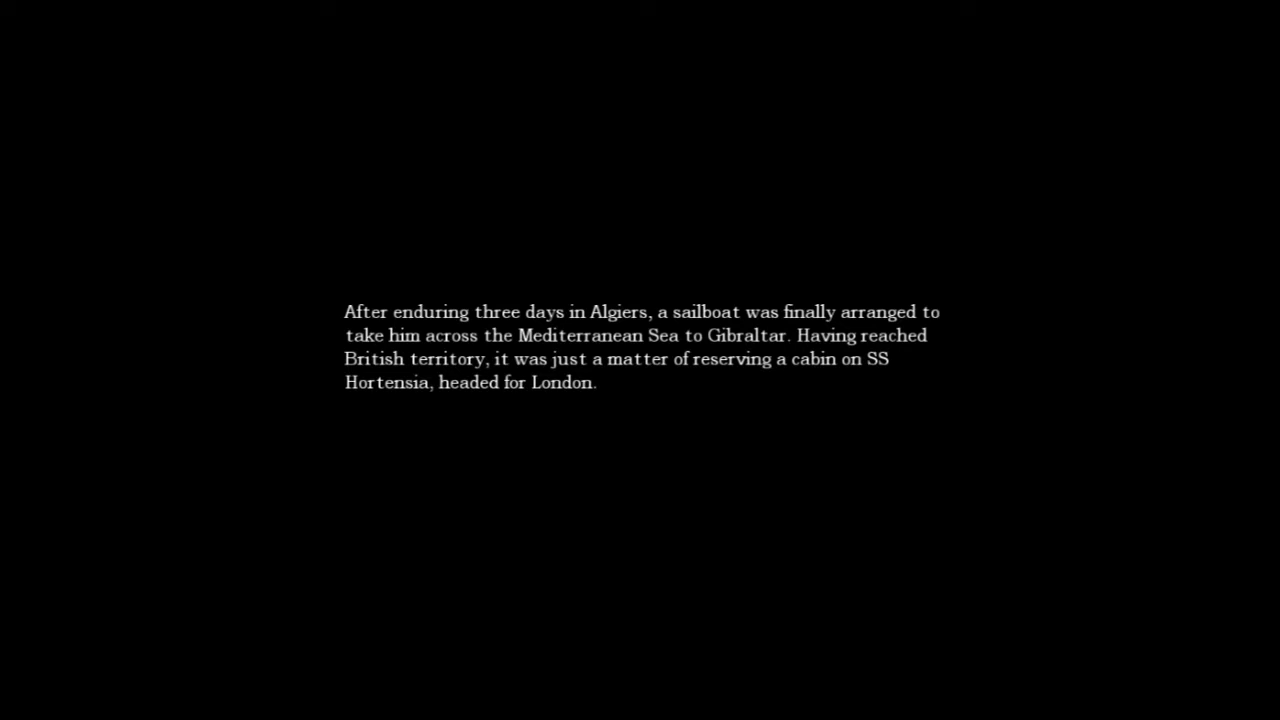 After enduring three days in Algiers, a sailboat was finally arranged to
take him across the Mediterranean Sea to Gibraltar. Having reached
British territory, it was just a matter of reserving a cabin on SS
Hortensia, headed for London.